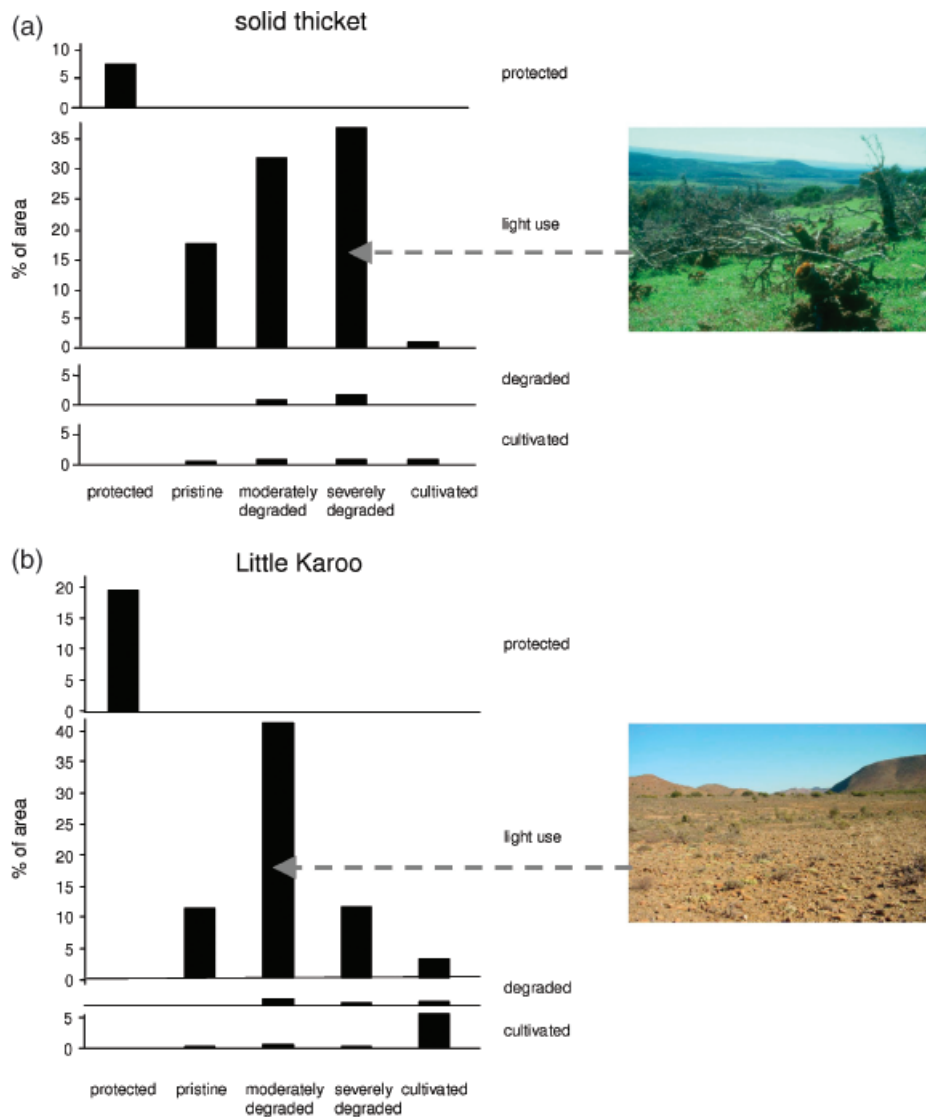 (a)
solid thicket
10
5
0
protected
35
30
25
20
15
10
5
0
% of area
light use
5
0
degraded
5
0
cultivated
protected pristine moderately severely cultivated
degraded degraded
(b)
Little Karoo
20
15
10
5
0
protected
40
35
30
25
20
15
10
5
0
% of area
light use
degraded
5
0
cultivated
protected pristine moderately severely cultivated
degraded degraded